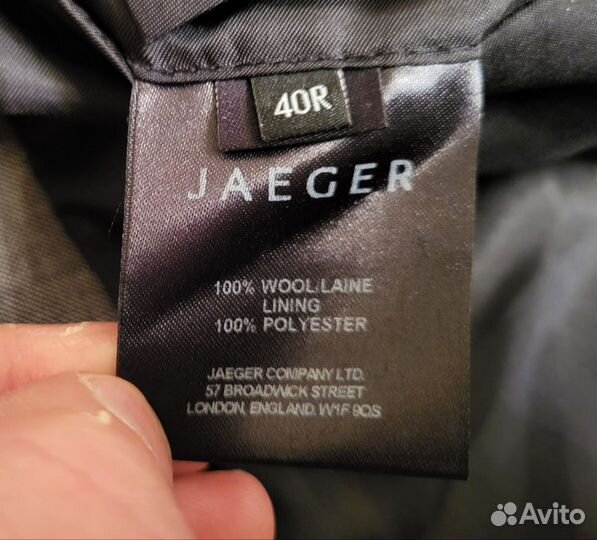 40R
JAEGER
100% WOOL/LAINE
LINING
100% POLYESTER
JAEGER COMPANY LTD.
57 BROADWICK STREET
LONDON, ENGLAND. W1F 9QS
Avito